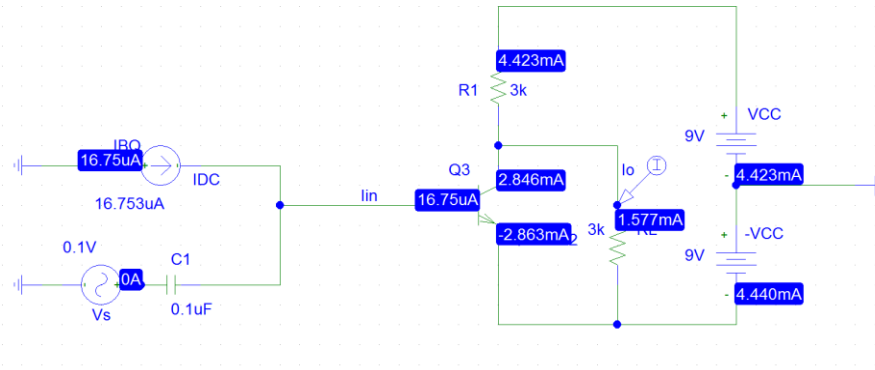 4.423mA
R1
3k
VCC
+
9V
IBQ
16.75uA
IDC
16.753uA
Q3
2.846mA
Io
I
-
4.423mA
Iin
16.75uA
1.577mA
-2.863mA
3k
RL
+
-VCC
9V
0.1V
C1
0A
0.1uF
Vs
-
4.440mA